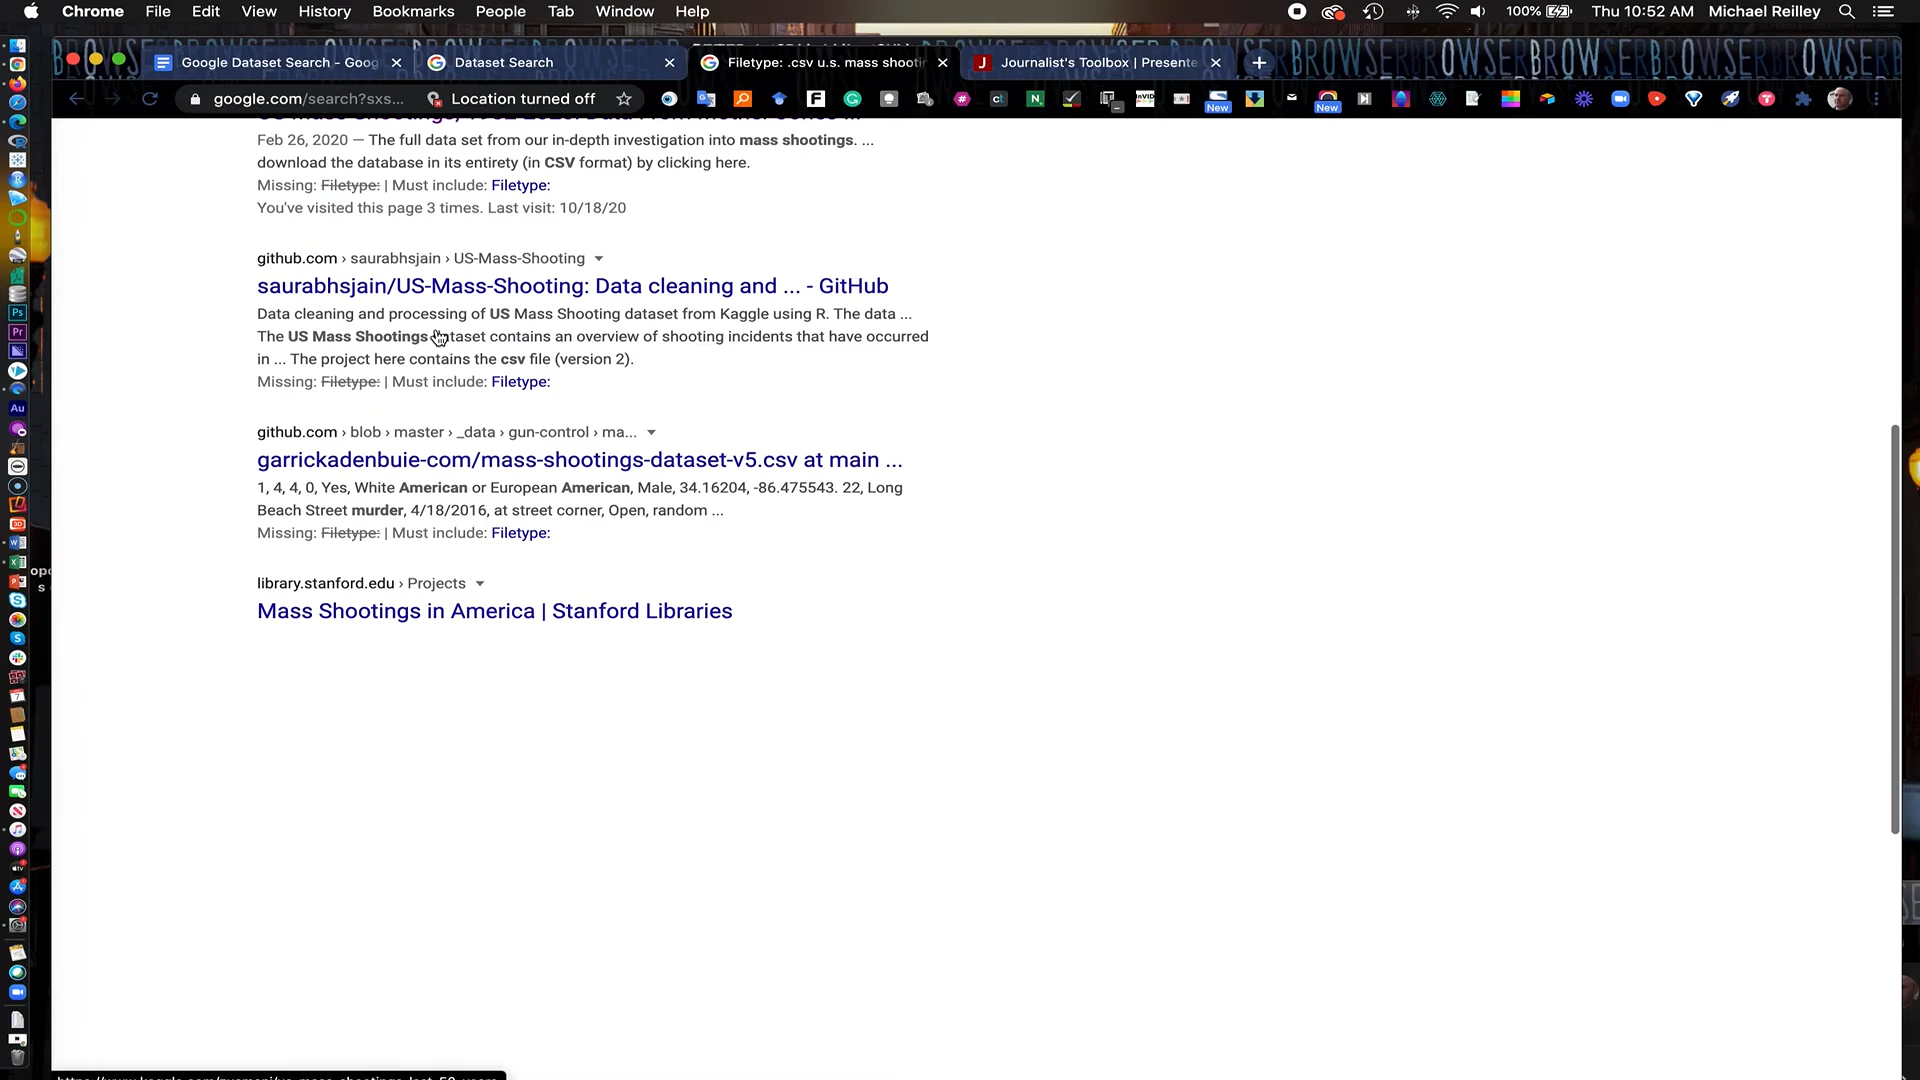 Chrome File Edit View History Bookmarks People Tab Window Help 100% Thu 10:52 AM Michael Reilley
Google Dataset Search - Goog Dataset Search Filetype: .csv u.s. mass shootin Journalist's Toolbox | Presente
google.com/search?sxs... Location turned off
New New
Feb 26, 2020 — The full data set from our in-depth investigation into mass shootings. ...
download the database in its entirety (in CSV format) by clicking here.
Missing: Filetype: | Must include: Filetype:
You've visited this page 3 times. Last visit: 10/18/20
github.com › saurabhsjain › US-Mass-Shooting
saurabhsjain/US-Mass-Shooting: Data cleaning and ... - GitHub
Data cleaning and processing of US Mass Shooting dataset from Kaggle using R. The data ...
The US Mass Shootings dataset contains an overview of shooting incidents that have occurred
in ... The project here contains the csv file (version 2).
Missing: Filetype: | Must include: Filetype:
github.com › blob › master › _data › gun-control › ma...
garrickadenbuie-com/mass-shootings-dataset-v5.csv at main ...
1, 4, 4, 0, Yes, White American or European American, Male, 34.16204, -86.475543. 22, Long
Beach Street murder, 4/18/2016, at street corner, Open, random ...
Missing: Filetype: | Must include: Filetype:
library.stanford.edu › Projects
Mass Shootings in America | Stanford Libraries